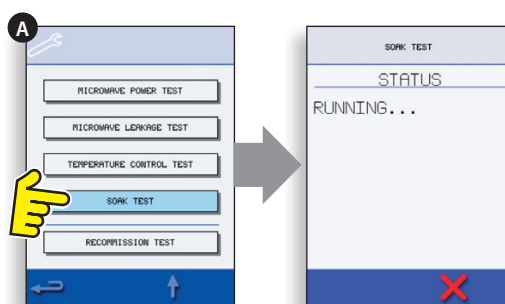 A
MICROWAVE POWER TEST
MICROWAVE LEAKAGE TEST
TEMPERATURE CONTROL TEST
SOAK TEST
RECOMMISSION TEST
SOAK TEST
STATUS
RUNNING...